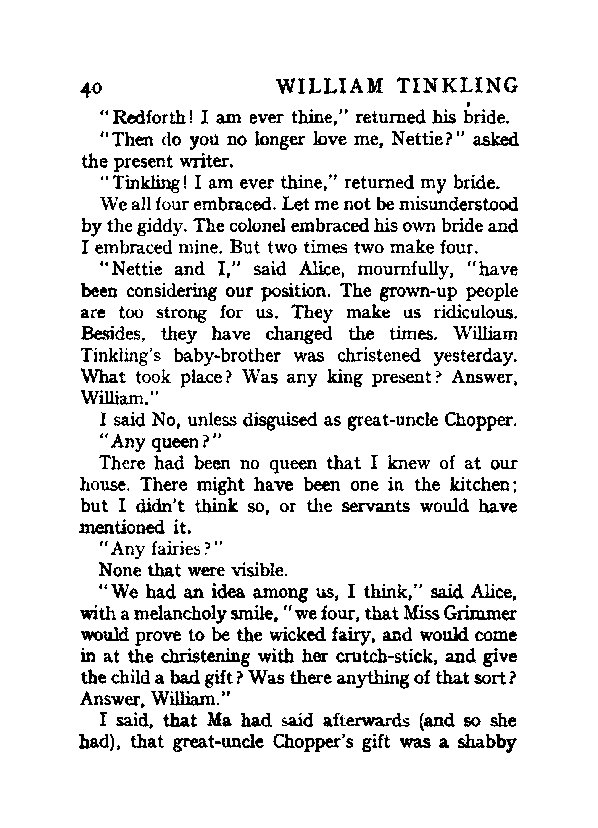 40 WILLIAM TINKLING
"Redforth! I am ever thine," returned his bride.
"Then do you no longer love me, Nettie?" asked
the present writer.
"Tinkling! I am ever thine," returned my bride.
We all four embraced. Let me not be misunderstood
by the giddy. The colonel embraced his own bride and
I embraced mine. But two times two make four.
"Nettie and I," said Alice, mournfully, "have
been considering our position. The grown-up people
are too strong for us. They make us ridiculous.
Besides, they have changed the times. William
Tinkling's baby-brother was christened yesterday.
What took place? Was any king present? Answer,
William."
I said No, unless disguised as great-uncle Chopper.
"Any queen?"
There had been no queen that I knew of at our
house. There might have been one in the kitchen;
but I didn't think so, or the servants would have
mentioned it.
"Any fairies?"
None that were visible.
"We had an idea among us, I think," said Alice,
with a melancholy smile, "we four, that Miss Grimmer
would prove to be the wicked fairy, and would come
in at the christening with her crutch-stick, and give
the child a bad gift? Was there anything of that sort?
Answer, William."
I said, that Ma had said afterwards (and so she
had), that great-uncle Chopper's gift was a shabby